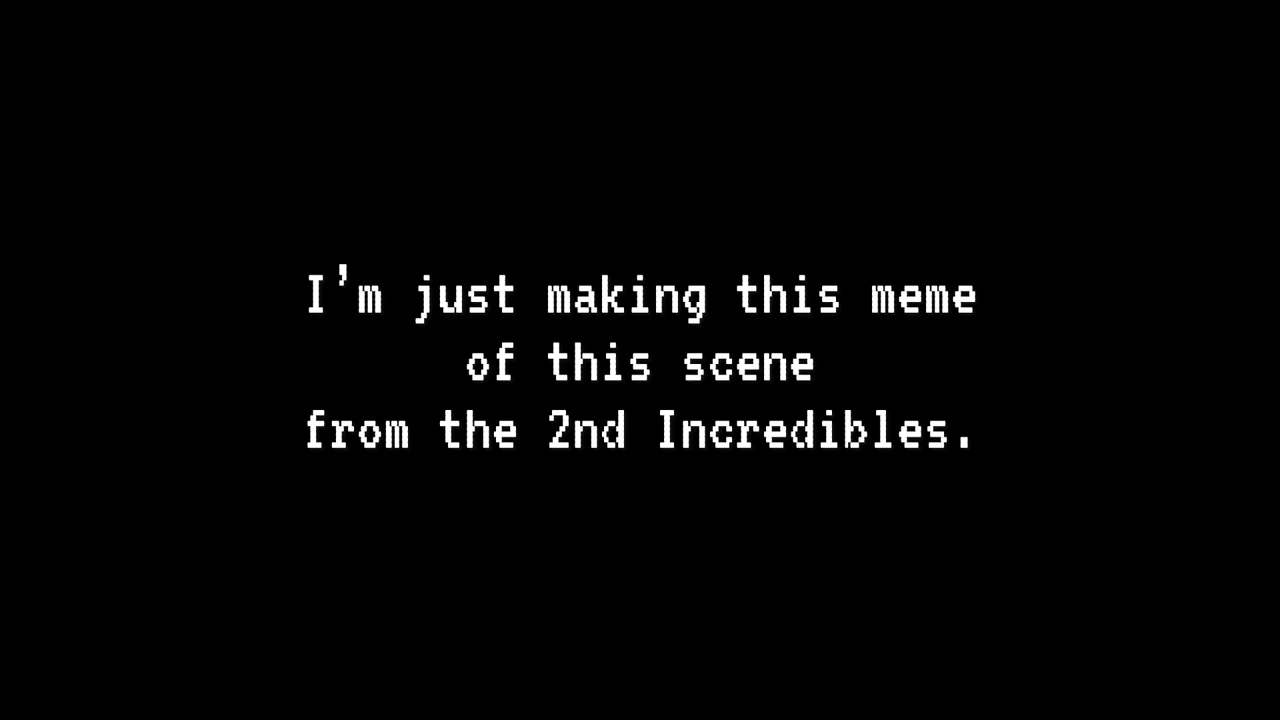 I'm just making this meme
of this scene
from the 2nd Incredibles.